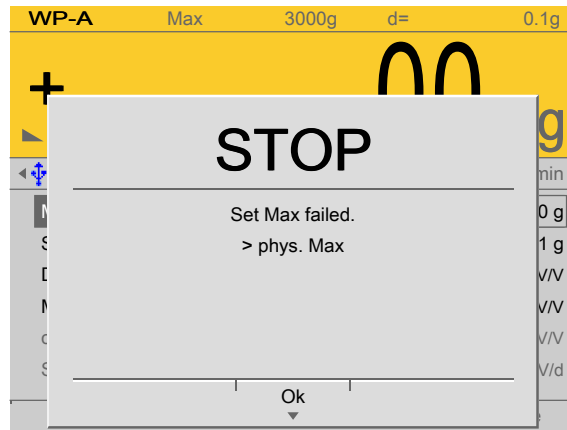 WP-A Max 3000g d= 0.1g
+ 00
g
STOP
min
Set Max failed.
0 g
> phys. Max
1 g
V/V
V/V
V/V
V/d
Ok